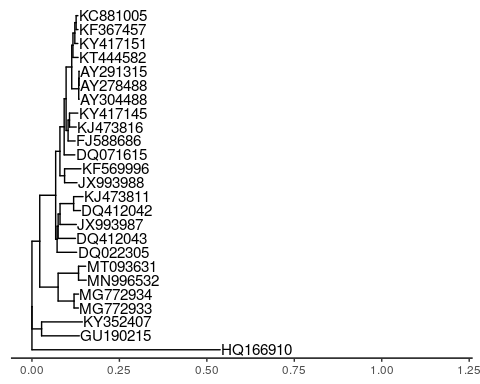 KC881005
KF367457
KY417151
KT444582
AY291315
AY278488
AY304488
KY417145
KJ473816
FJ588686
DQ071615
KF569996
JX993988
KJ473811
DQ412042
JX993987
DQ412043
DQ022305
MT093631
MN996532
MG772934
MG772933
KY352407
GU190215
HQ166910
0.00 0.25 0.50 0.75 1.00 1.25